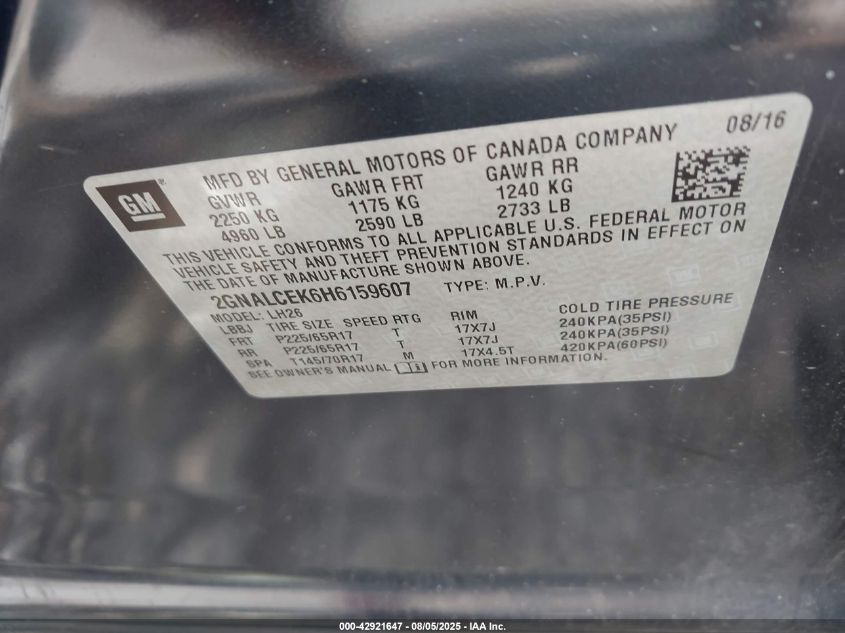 08/16
GM
MFD BY GENERAL MOTORS OF CANADA COMPANY
GVWR GAWR FRT GAWR RR
2250 KG 1175 KG 1240 KG
4960 LB 2590 LB 2733 LB
THIS VEHICLE CONFORMS TO ALL APPLICABLE U.S. FEDERAL MOTOR
VEHICLE SAFETY AND THEFT PREVENTION STANDARDS IN EFFECT ON
THE DATE OF MANUFACTURE SHOWN ABOVE.
2GNALCEK6H6159607 TYPE: M.P.V.
MODEL: LH26
LB8J TIRE SIZE SPEED RTG RIM COLD TIRE PRESSURE
FRT P225/65R17 T 17X7J 240KPA(35PSI)
RR P225/65R17 T 17X7J 240KPA(35PSI)
SPA T145/70R17 M 17X4.5T 420KPA(60PSI)
SEE OWNER'S MANUAL FOR MORE INFORMATION.
000-42921647 - 08/05/2025 - IAA Inc.